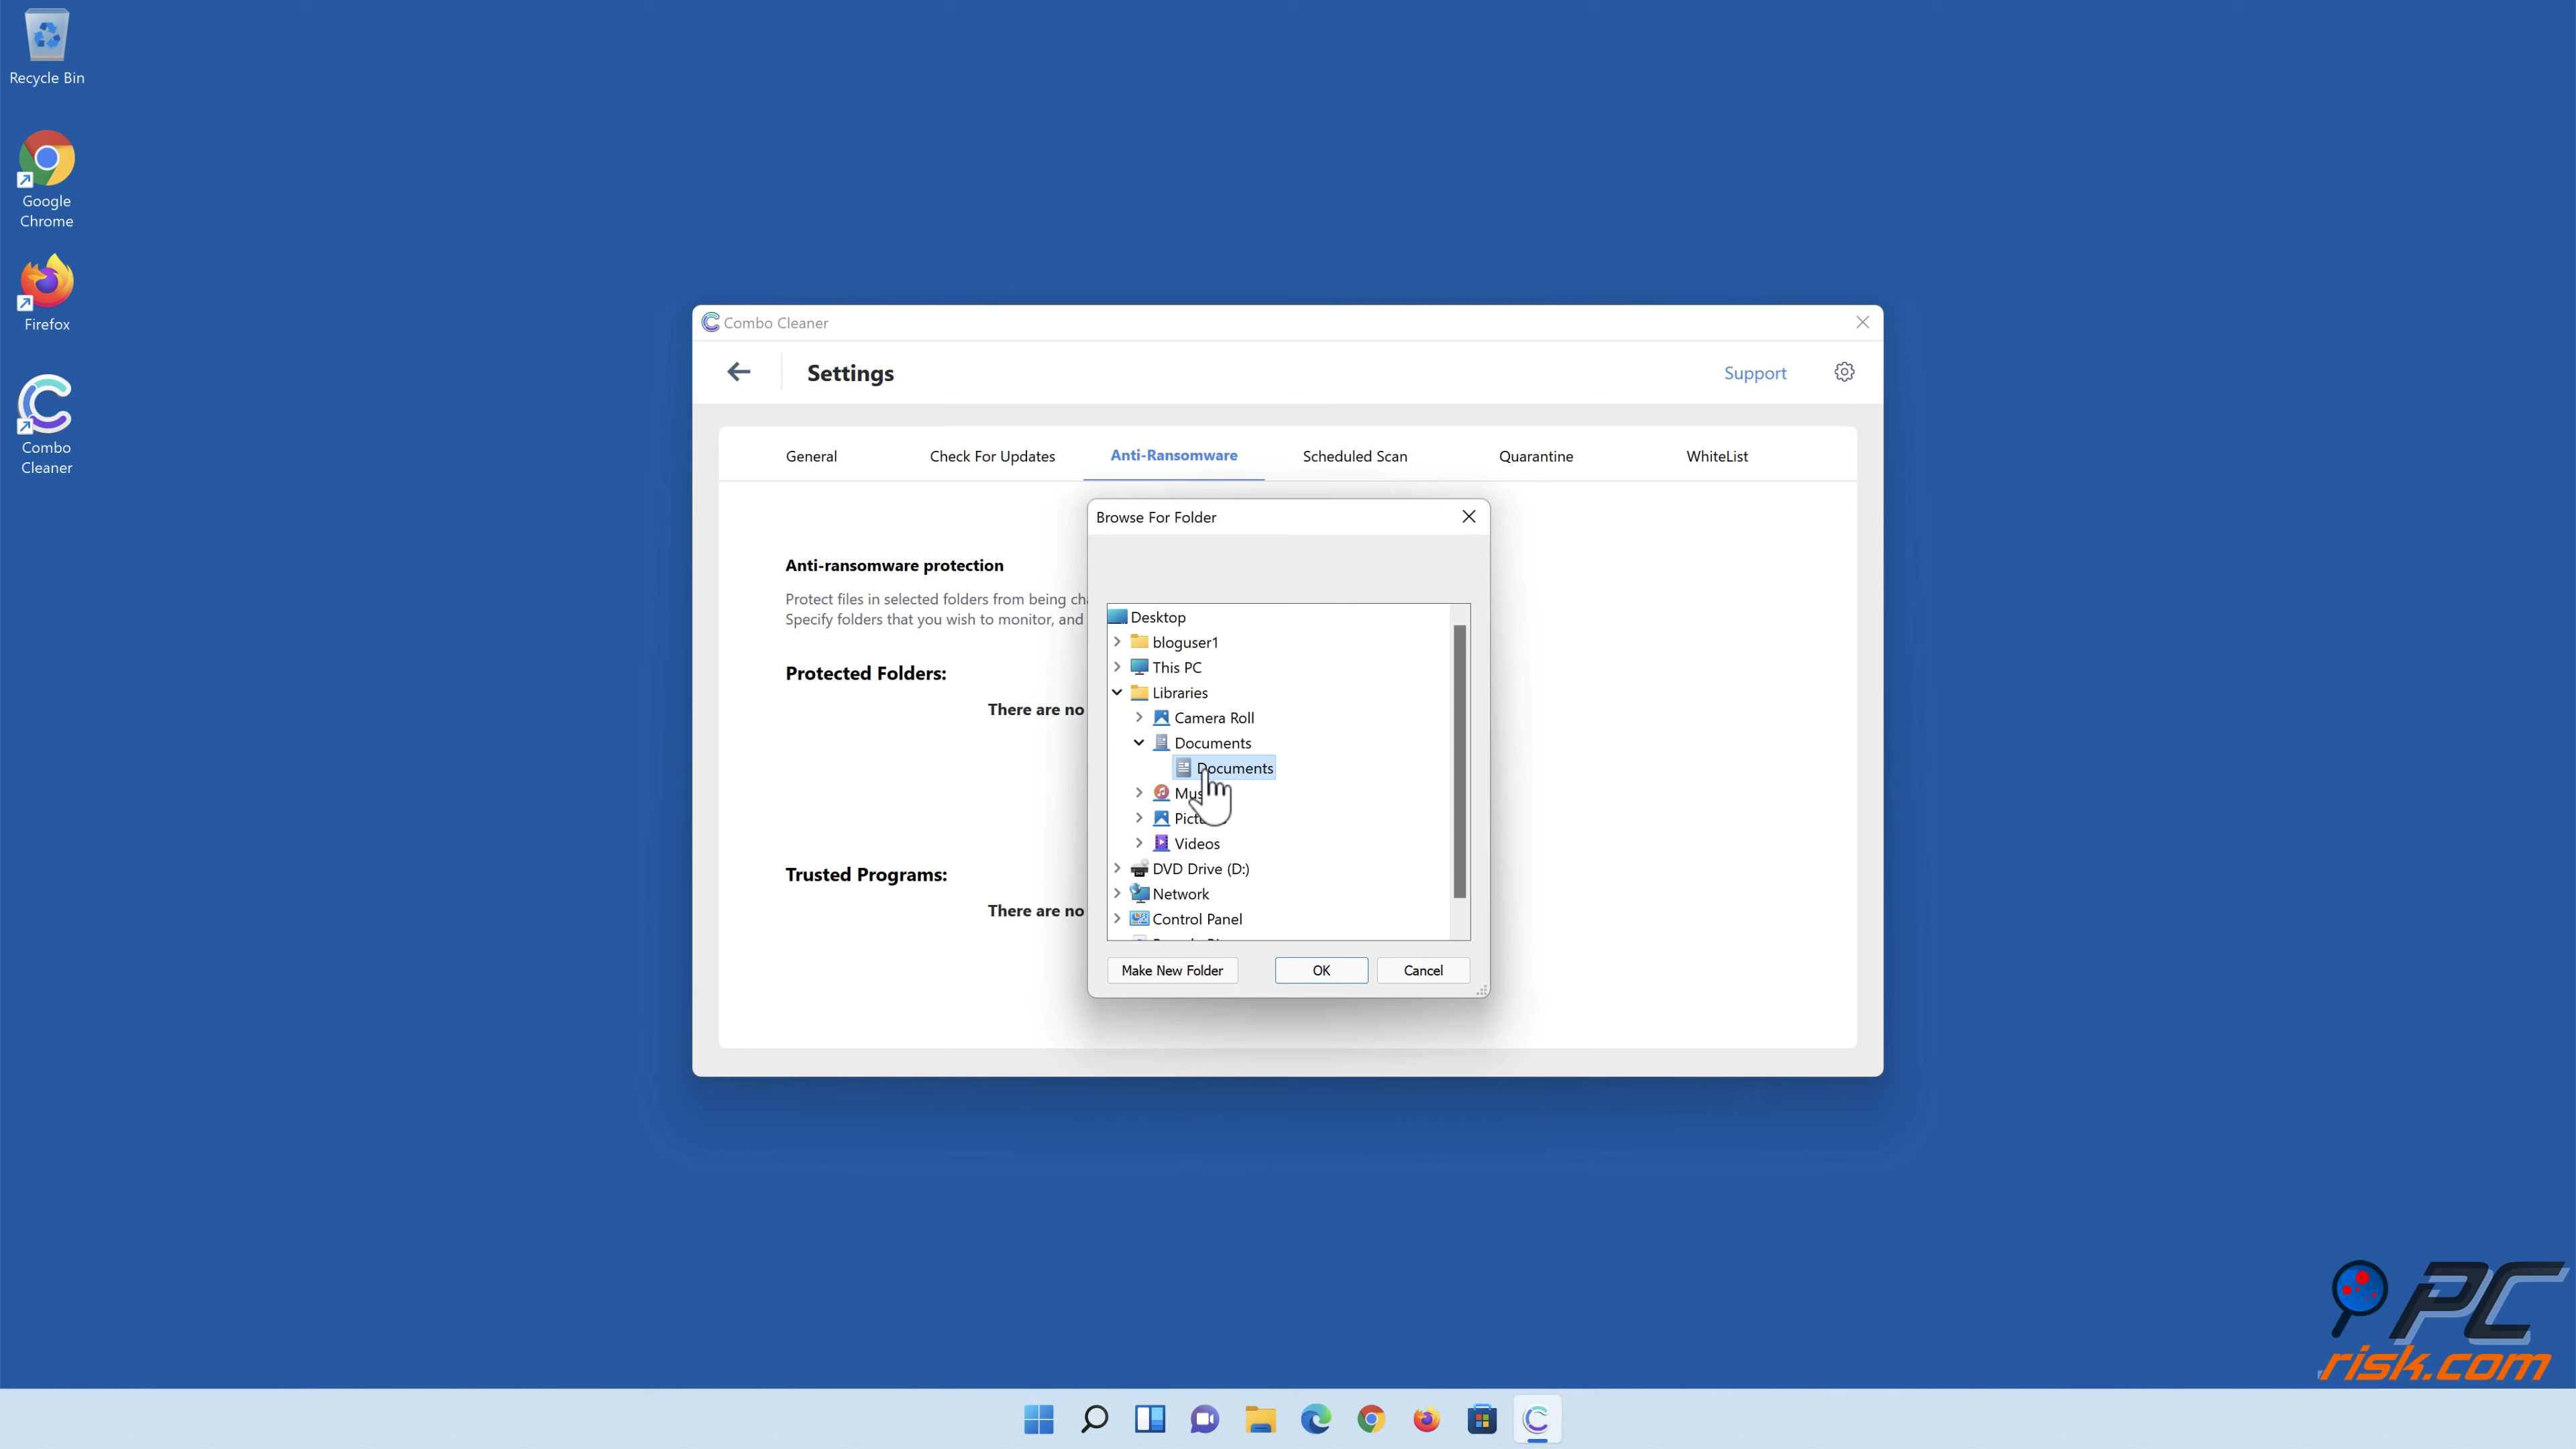 Recycle Bin
Google
Chrome
Firefox
Combo
Cleaner
Combo Cleaner
Settings
Support
General
Check For Updates
Anti-Ransomware
Scheduled Scan
Quarantine
WhiteList
Anti-ransomware protection
Protect files in selected folders from being
Specify folders that you wish to monitor, and
Protected Folders:
There are no
Trusted Programs:
There are no
Browse For Folder
Desktop
bloguser1
This PC
Libraries
Camera Roll
Documents
Documents
Videos
DVD Drive (D:)
Network
Control Panel
Make New Folder
OK
Cancel
PC
risk.com